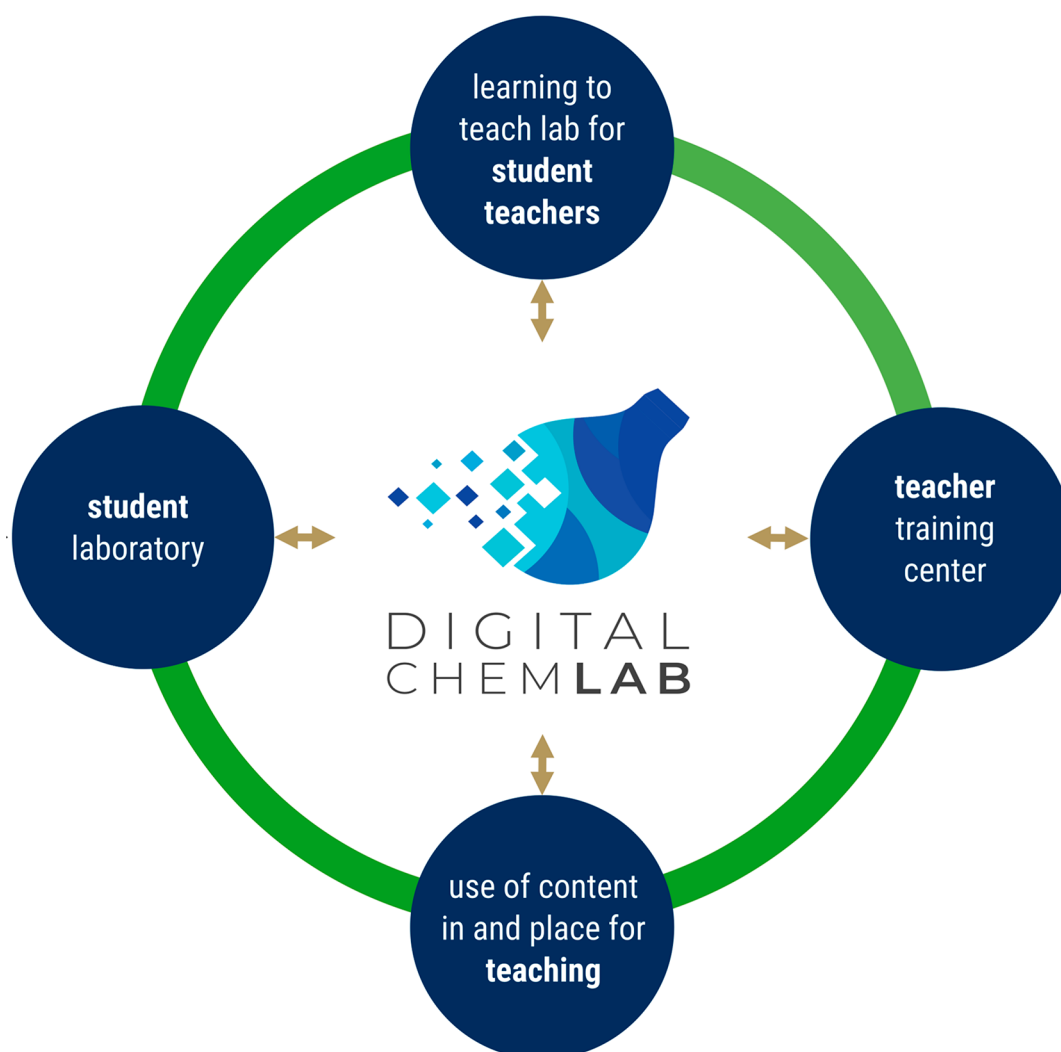 learning to
teach lab for
student
teachers
student
laboratory
teacher
training
center
DIGITAL
CHEMLAB
use of content
in and place for
teaching